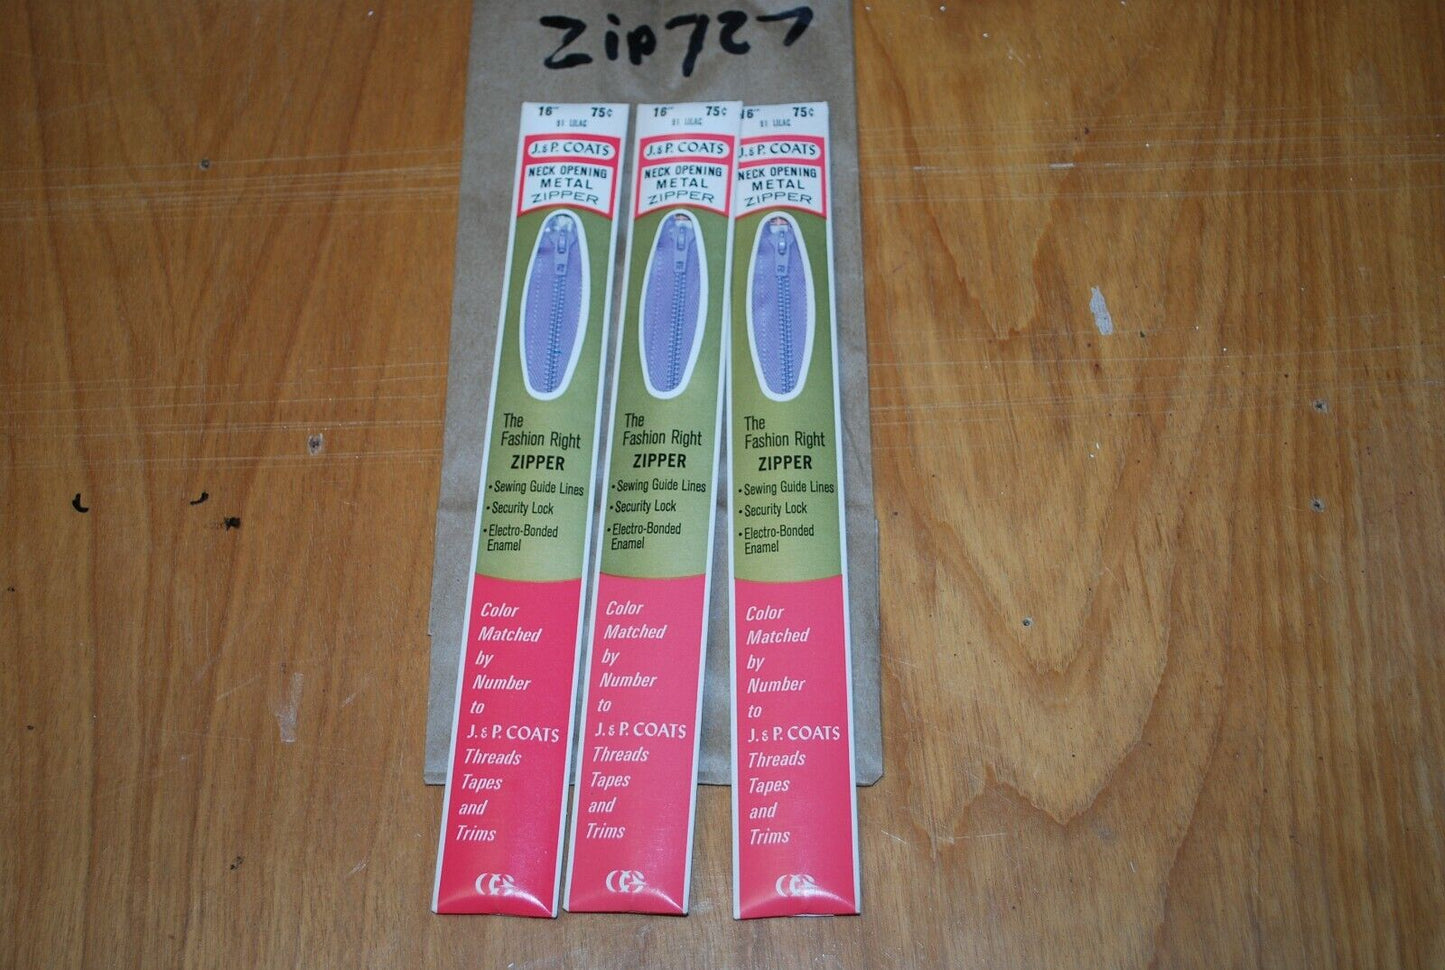 Zip727
16" 75¢
91 LILAC
J.&P. COATS
NECK OPENING
METAL
ZIPPER
The
Fashion Right
ZIPPER
• Sewing Guide Lines
• Security Lock
• Electro-Bonded
Enamel
Color
Matched
by
Number
to
J.&P. COATS
Threads
Tapes
and
Trims
16" 75¢
91 LILAC
J.&P. COATS
NECK OPENING
METAL
ZIPPER
The
Fashion Right
ZIPPER
• Sewing Guide Lines
• Security Lock
• Electro-Bonded
Enamel
Color
Matched
by
Number
to
J.&P. COATS
Threads
Tapes
and
Trims
16" 75¢
91 LILAC
J.&P. COATS
NECK OPENING
METAL
ZIPPER
The
Fashion Right
ZIPPER
• Sewing Guide Lines
• Security Lock
• Electro-Bonded
Enamel
Color
Matched
by
Number
to
J.&P. COATS
Threads
Tapes
and
Trims